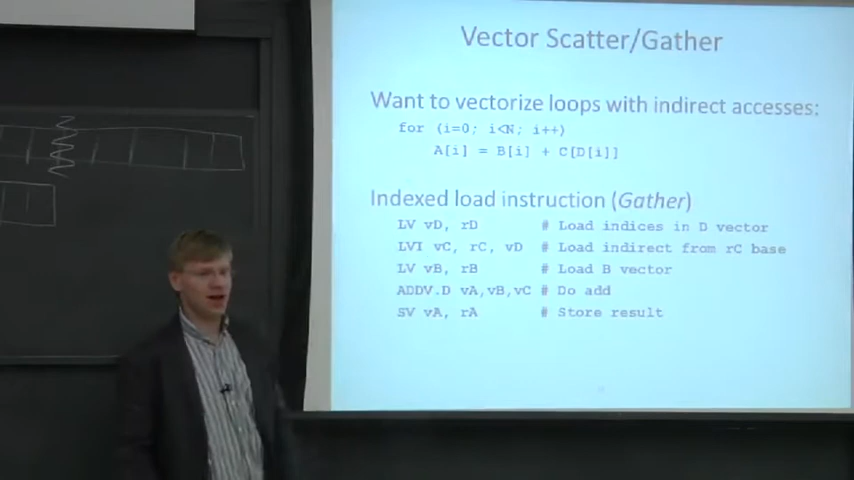 Vector Scatter/Gather
Want to vectorize loops with indirect accesses:
for (i=0; i<N; i++)
A[i] = B[i] + C[D[i]]
Indexed load instruction (Gather)
LV vD, rD # Load indices in D vector
LVI vC, rC, vD # Load indirect from rC base
LV vB, rB # Load B vector
ADDV.D vA,vB,vC # Do add
SV vA, rA # Store result